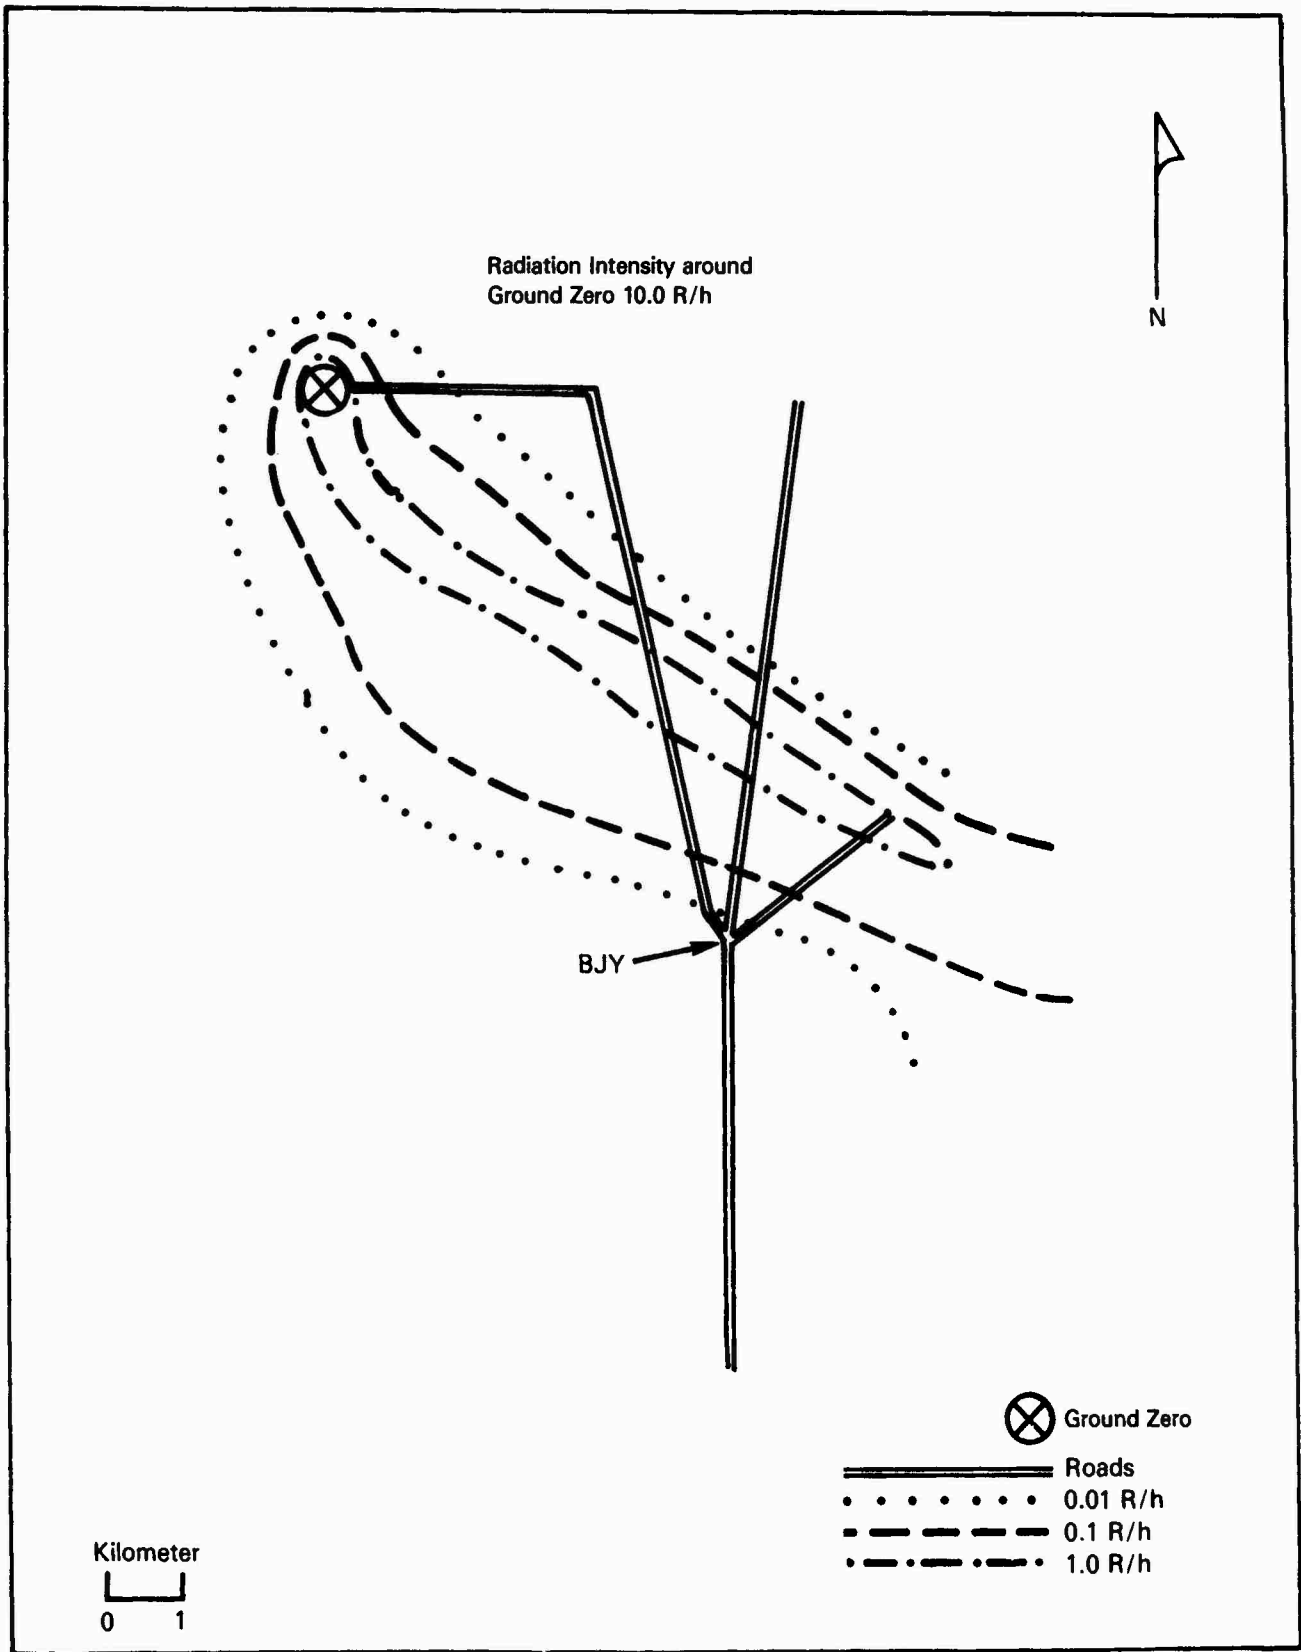 Radiation Intensity around
Ground Zero 10.0 R/h
N
BJY
Ground Zero
Roads
0.01 R/h
0.1 R/h
1.0 R/h
Kilometer
0 1